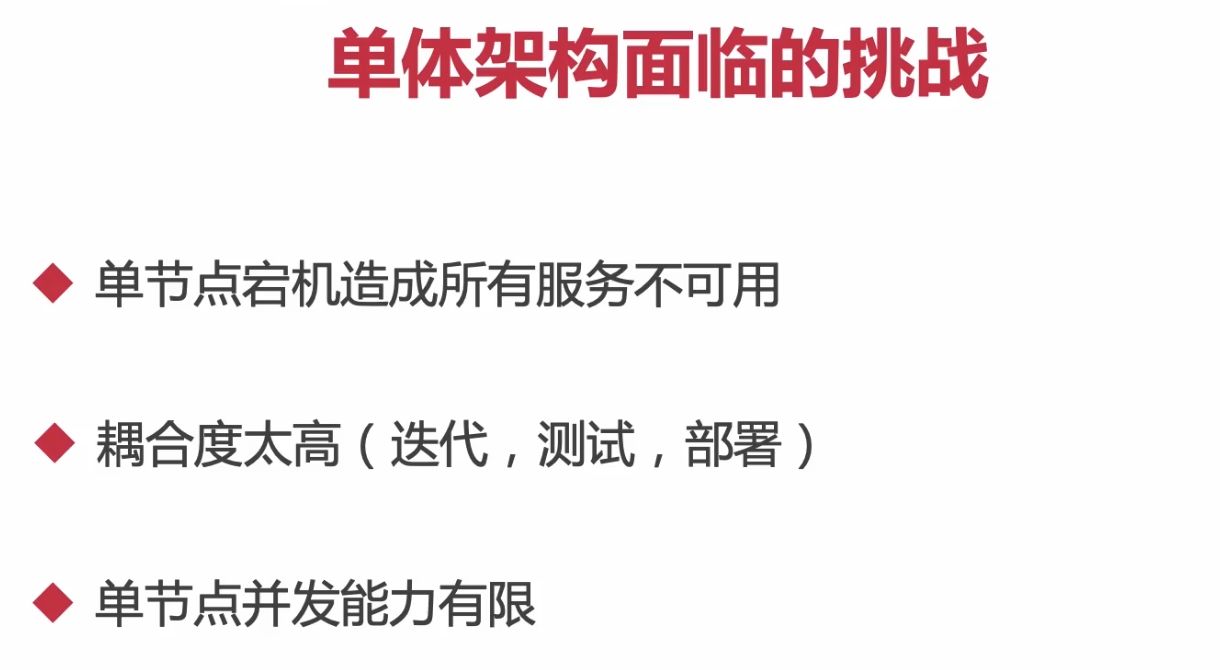 单体架构面临的挑战
单节点宕机造成所有服务不可用
耦合度太高（迭代，测试，部署）
单节点并发能力有限